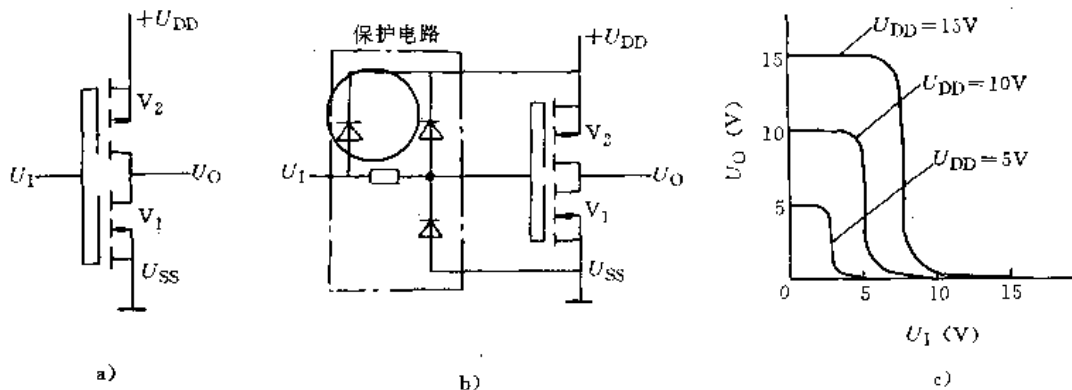 +U_DD
V₂
U_I
U_O
V₁
U_SS
a)
保护电路
+U_DD
U_I
V₂
U_O
V₁
U_SS
b)
U_DD=15V
U_DD=10V
U_DD=5V
U_O (V)
15
10
5
0
5
10
15
U_I (V)
c)